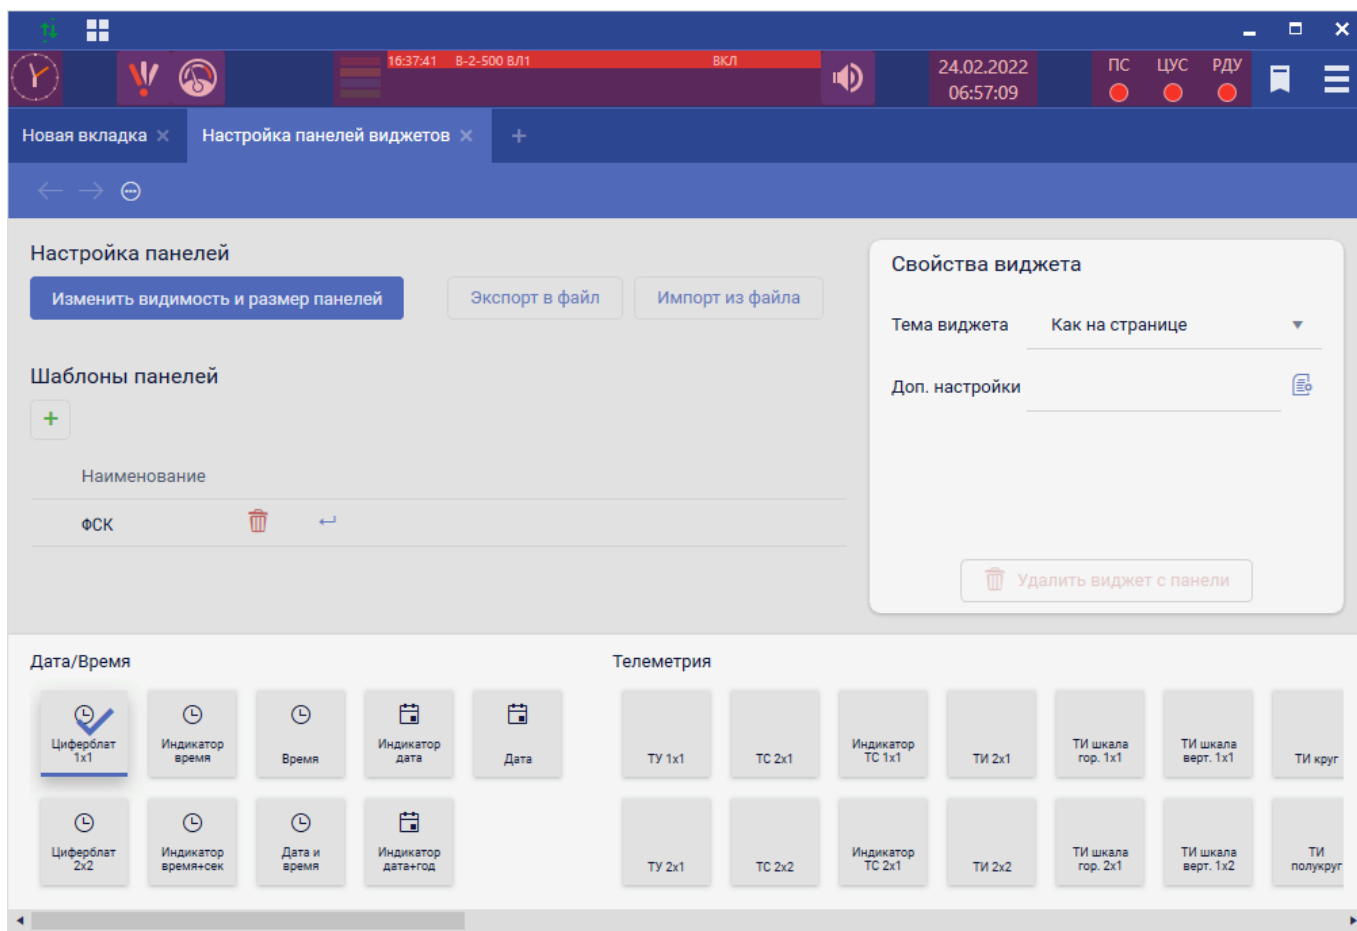 16:37:41 В-2-500 ВЛ1 ВКЛ
24.02.2022
06:57:09
ПС ЦУС РДУ
Новая вкладка
Настройка панелей виджетов
Настройка панелей
Изменить видимость и размер панелей
Экспорт в файл
Импорт из файла
Шаблоны панелей
Наименование
ФСК
Свойства виджета
Тема виджета Как на странице
Доп. настройки
Удалить виджет с панели
Дата/Время
Циферблат
1x1
Индикатор
время
Время
Индикатор
дата
Дата
Циферблат
2x2
Индикатор
время+сек
Дата и
время
Индикатор
дата+год
Телеметрия
ТУ 1x1
ТС 2x1
Индикатор
ТС 1x1
ТИ 2x1
ТИ шкала
гор. 1x1
ТИ шкала
верт. 1x1
ТИ круг
ТУ 2x1
ТС 2x2
Индикатор
ТС 2x1
ТИ 2x2
ТИ шкала
гор. 2x1
ТИ шкала
верт. 1x2
ТИ
полукруг